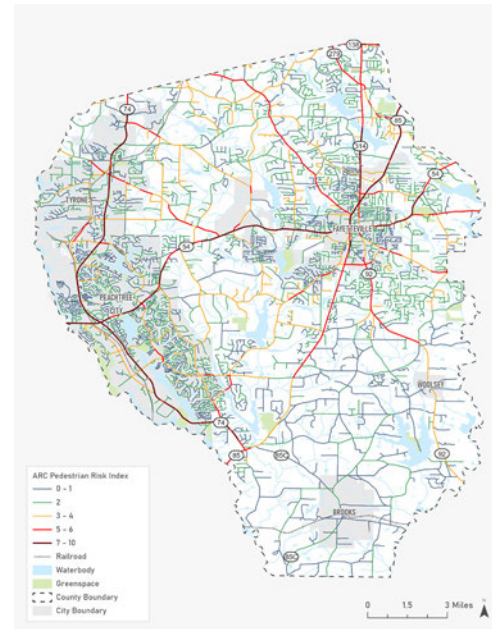 138
279
74
85
314
54
TYRONE
54
FAYETTEVILLE
92
PEACHTREE
CITY
WOOLSEY
74
85
85C
92
BROOKS
85C
ARC Pedestrian Risk Index
0 - 1
2
3 - 4
5 - 6
7 - 10
Railroad
Waterbody
Greenspace
County Boundary
City Boundary
0 1.5 3 Miles